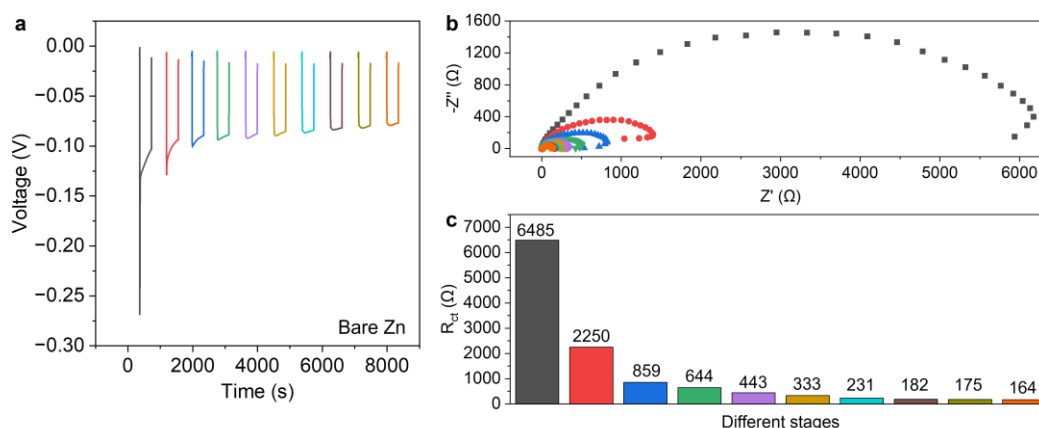 a
0.00
−0.05
−0.10
−0.15
−0.20
−0.25
−0.30
Voltage (V)
Bare Zn
0 2000 4000 6000 8000
Time (s)
b
1600
1200
800
400
0
-Z'' (Ω)
0 1000 2000 3000 4000 5000 6000
Z' (Ω)
c
7000
6000
5000
4000
3000
2000
1000
0
Rct (Ω)
6485
2250
859
644
443
333
231
182
175
164
Different stages